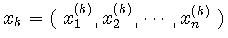 x_k = ( x_1^{(k)}, x_2^{(k)}, ⋯, x_n^{(k)} )